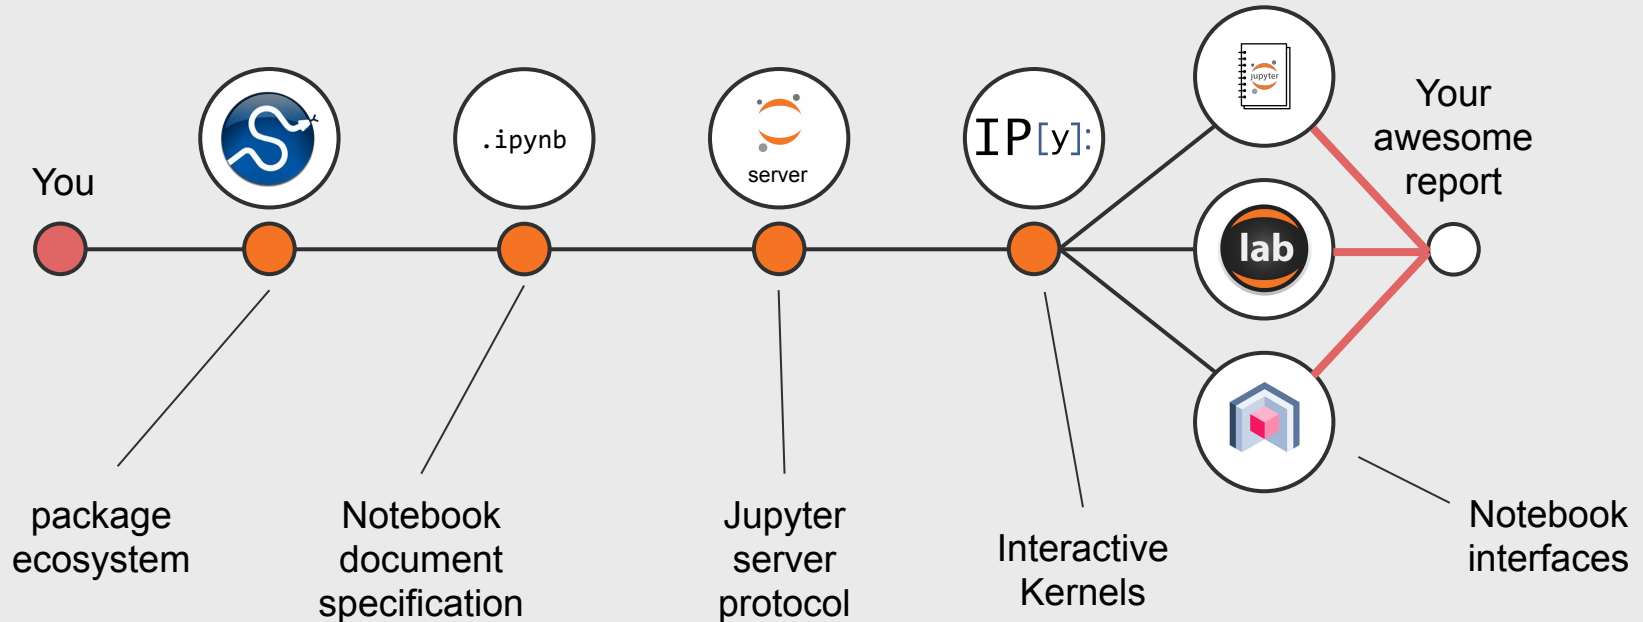 You
.ipynb
server
IP[y]:
jupyter
lab
Your
awesome
report
package
ecosystem
Notebook
document
specification
Jupyter
server
protocol
Interactive
Kernels
Notebook
interfaces